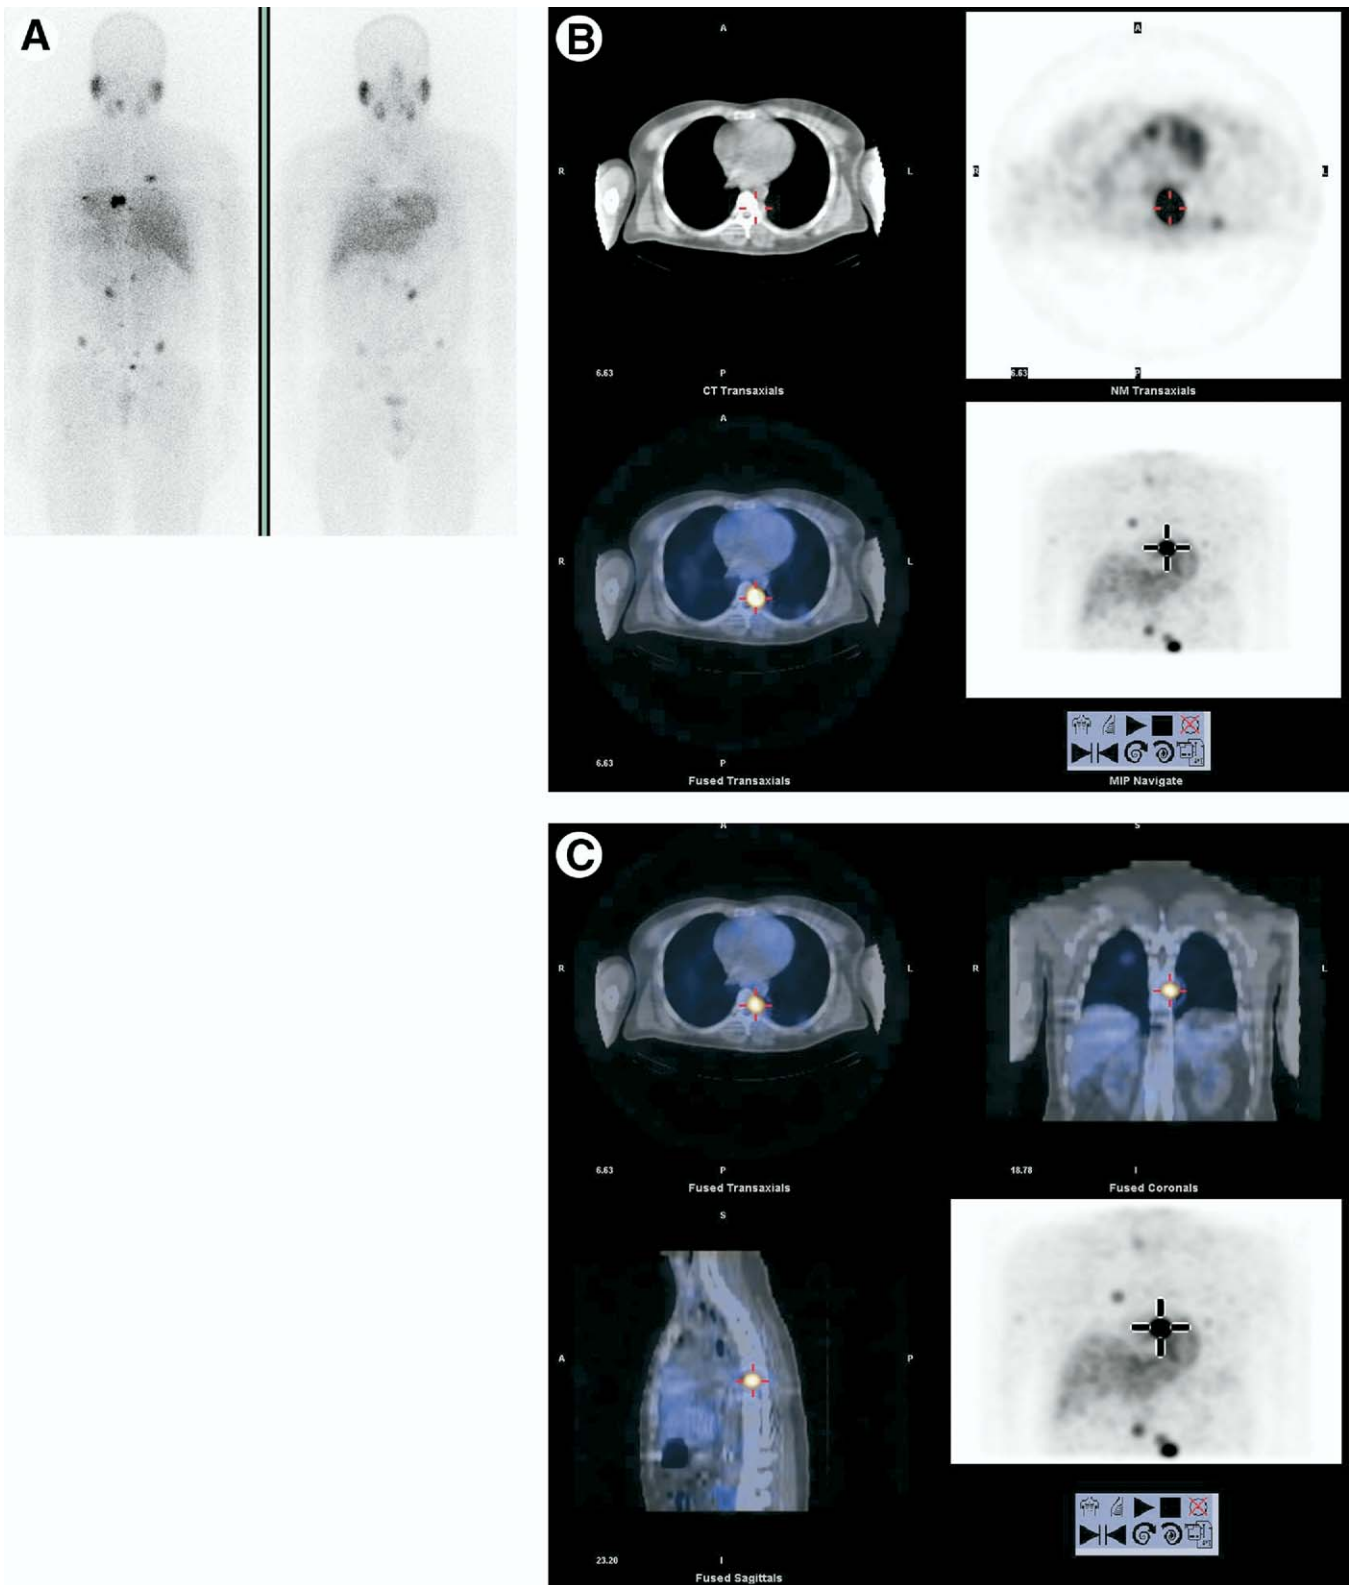 A
B
A
A
R
L
R
L
6.63
P
6.63
P
CT Transaxials
NM Transaxials
A
R
L
6.63
P
Fused Transaxials
MIP Navigate
C
A
S
R
L
R
L
6.63
P
18.78
I
Fused Transaxials
Fused Coronals
S
A
P
23.20
I
Fused Sagittals